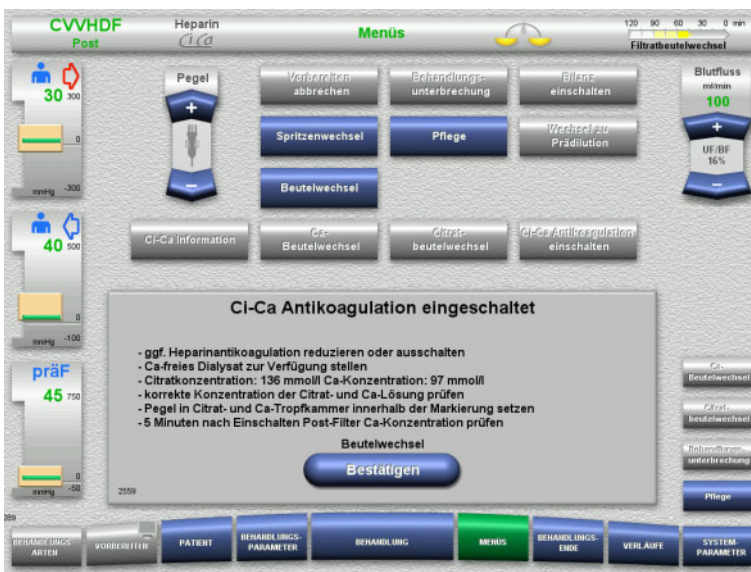 CVVHDF
Post
Heparin
Ci Ca
Menüs
120 90 60 30 0 min
Filtratbeutelwechsel
30
300
0
mmHg -300
40
500
0
mmHg -100
präF
45
750
0
mmHg -50
Pegel
+
−
Vorbereiten
abbrechen
Behandlungs-
unterbrechung
Bilanz
einschalten
Spritzenwechsel
Pflege
Wechsel zu
Prädilution
Beutelwechsel
Blutfluss
ml/min
100
+
UF/BF
16%
−
Ci-Ca Information
Ca-
Beutelwechsel
Citrat-
beutelwechsel
Ci-Ca Antikoagulation
einschalten
Ci-Ca Antikoagulation eingeschaltet
- ggf. Heparinantikoagulation reduzieren oder ausschalten
- Ca-freies Dialysat zur Verfügung stellen
- Citratkonzentration: 136 mmol/l Ca-Konzentration: 97 mmol/l
- korrekte Konzentration der Citrat- und Ca-Lösung prüfen
- Pegel in Citrat- und Ca-Tropfkammer innerhalb der Markierung setzen
- 5 Minuten nach Einschalten Post-Filter Ca-Konzentration prüfen
Beutelwechsel
Bestätigen
2559
Ca-
Beutelwechsel
Citrat-
beutelwechsel
Behandlungs-
unterbrechung
Pflege
BEHANDLUNGS-
ARTEN
VORBEREITEN
PATIENT
BEHANDLUNGS-
PARAMETER
BEHANDLUNG
MENÜS
BEHANDLUNGS-
ENDE
VERLÄUFE
SYSTEM-
PARAMETER